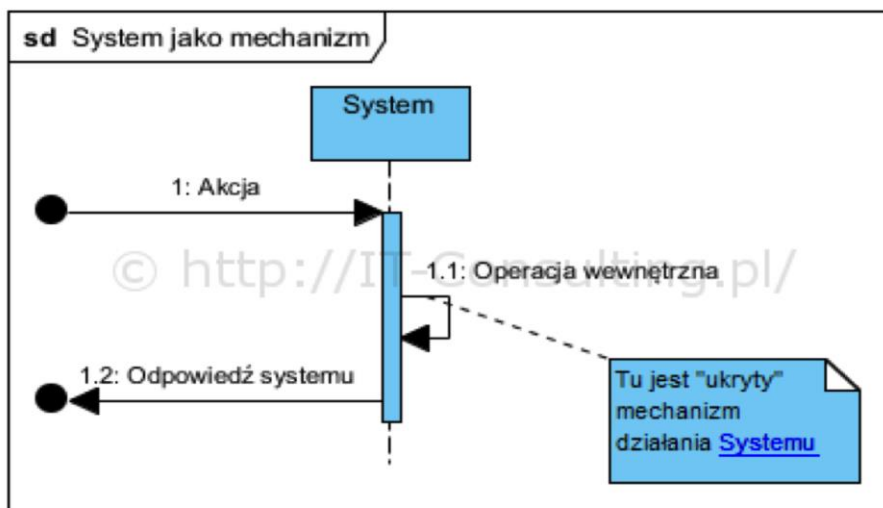 sd System jako mechanizm
System
1: Akcja
© http://IT-Consulting.pl/
1.1: Operacja wewnętrzna
1.2: Odpowiedź systemu
Tu jest "ukryty"
mechanizm
działania Systemu